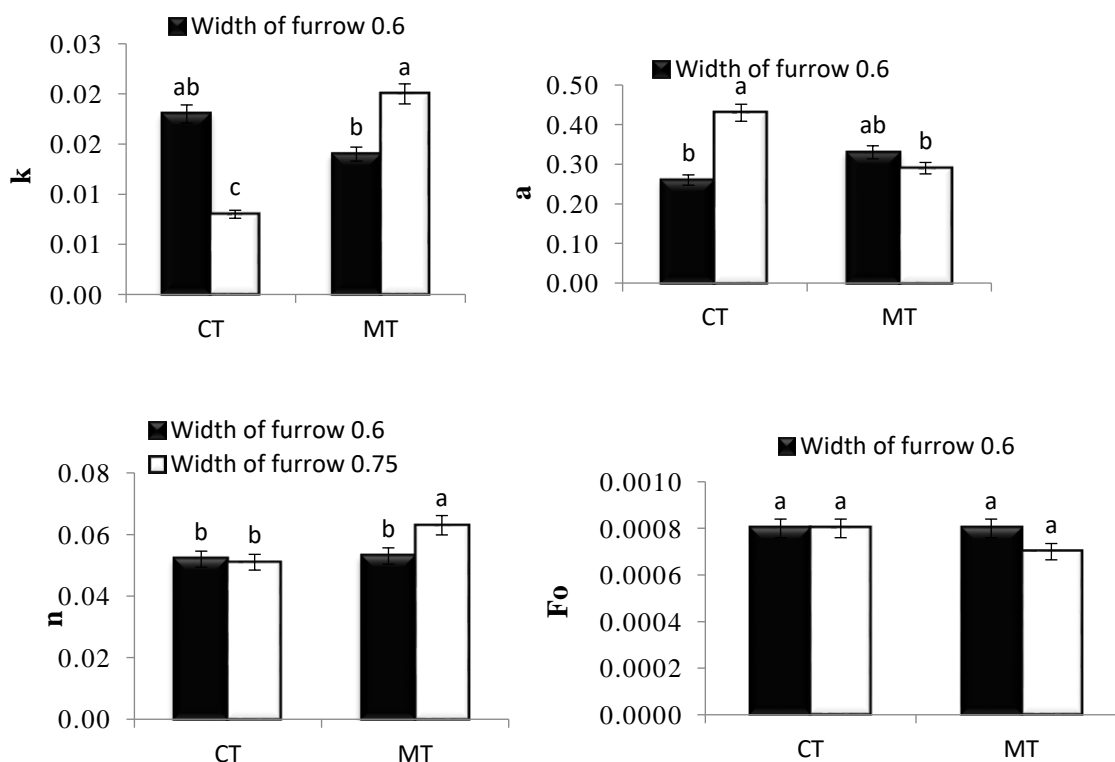 Width of furrow 0.6
0.03
0.02
0.02
0.01
0.01
0.00
k
ab
c
b
a
CT
MT
Width of furrow 0.6
0.50
0.40
0.30
0.20
0.10
0.00
a
b
a
ab
b
CT
MT
Width of furrow 0.6
Width of furrow 0.75
0.08
0.06
0.04
0.02
0.00
n
b
b
b
a
CT
MT
Width of furrow 0.6
0.0010
0.0008
0.0006
0.0004
0.0002
0.0000
Fo
a
a
a
a
CT
MT